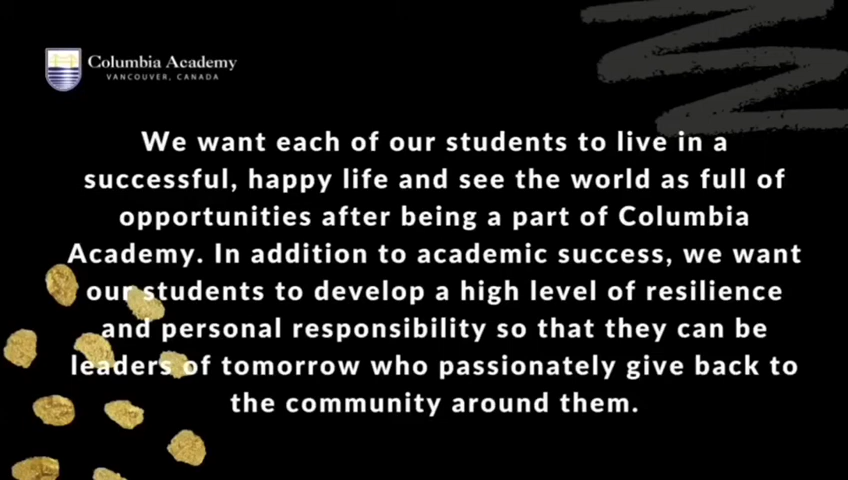 Columbia Academy
VANCOUVER, CANADA
We want each of our students to live in a
successful, happy life and see the world as full of
opportunities after being a part of Columbia
Academy. In addition to academic success, we want
our students to develop a high level of resilience
and personal responsibility so that they can be
leaders of tomorrow who passionately give back to
the community around them.